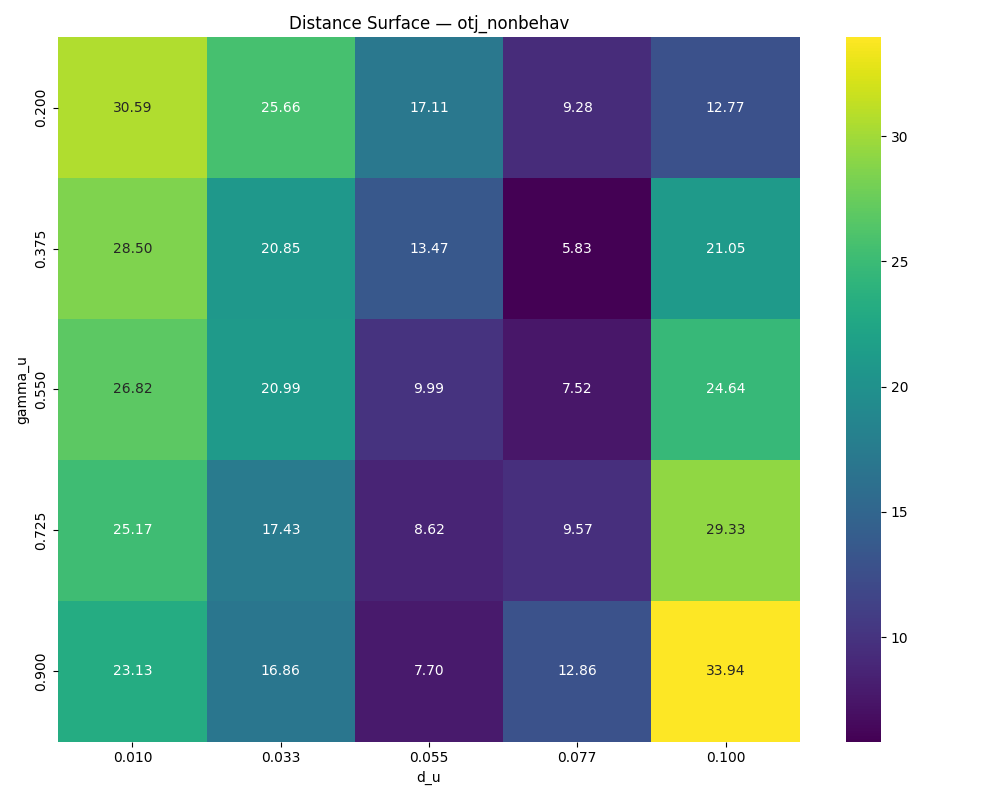 Distance Surface — otj_nonbehav
gamma_u
0.200 30.59 25.66 17.11 9.28 12.77
0.375 28.50 20.85 13.47 5.83 21.05
0.550 26.82 20.99 9.99 7.52 24.64
0.725 25.17 17.43 8.62 9.57 29.33
0.900 23.13 16.86 7.70 12.86 33.94
0.010 0.033 0.055 0.077 0.100
d_u
30
25
20
15
10